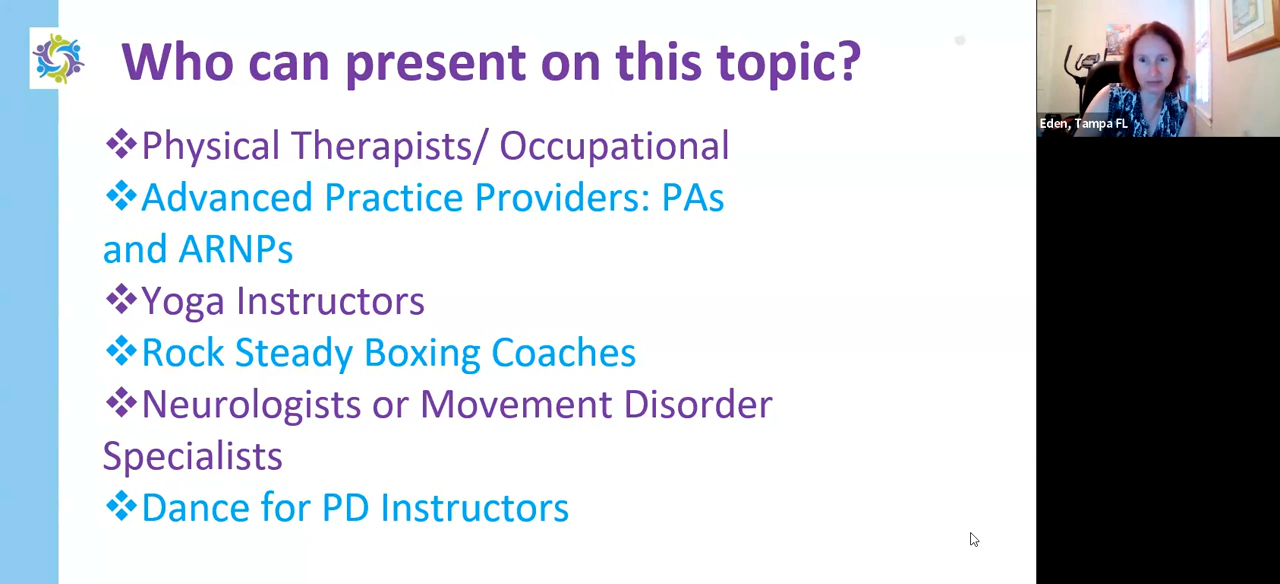 Who can present on this topic?
❖Physical Therapists/ Occupational
❖Advanced Practice Providers: PAs
and ARNPs
❖Yoga Instructors
❖Rock Steady Boxing Coaches
❖Neurologists or Movement Disorder
Specialists
❖Dance for PD Instructors
Eden, Tampa FL